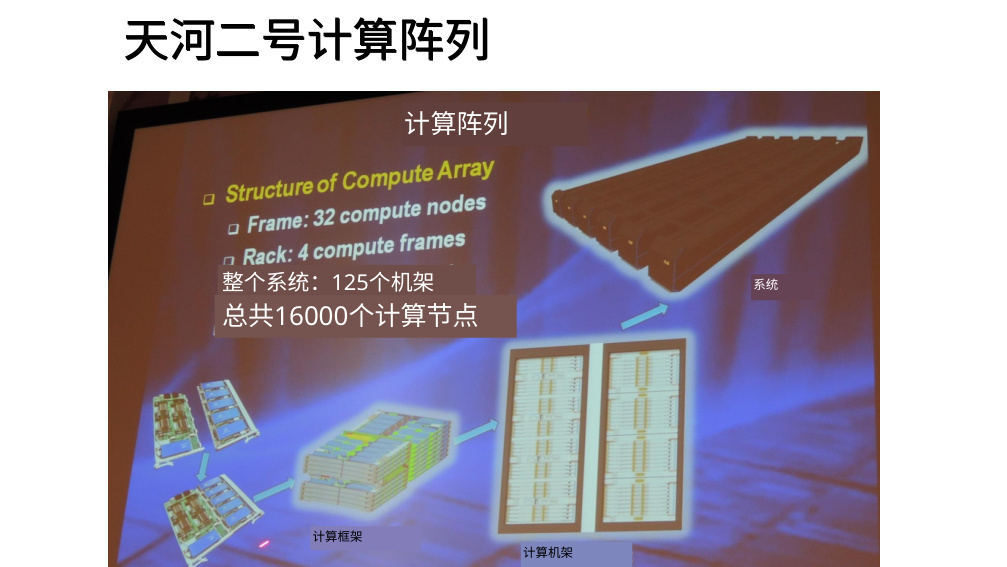 天河二号计算阵列
计算阵列
Structure of Compute Array
Frame: 32 compute nodes
Rack: 4 compute frames
整个系统：125个机架
总共16000个计算节点
系统
计算框架
计算机架